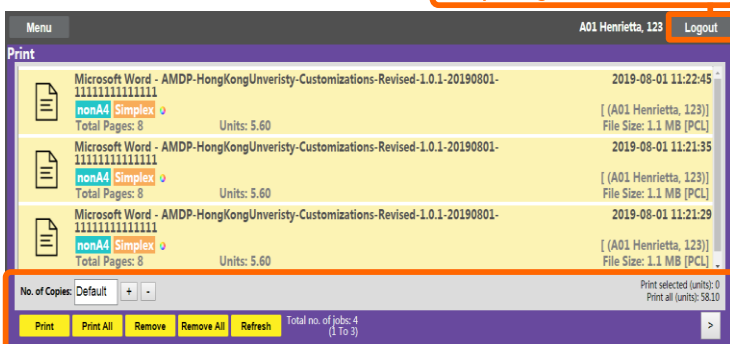 Menu
A01 Henrietta, 123
Logout
Print
Microsoft Word - AMDP-HongKongUnveristy-Customizations-Revised-1.0.1-20190801-
11111111111111
2019-08-01 11:22:45
nonA4 Simplex
[ (A01 Henrietta, 123)]
Total Pages: 8 Units: 5.60
File Size: 1.1 MB [PCL]
Microsoft Word - AMDP-HongKongUnveristy-Customizations-Revised-1.0.1-20190801-
11111111111111
2019-08-01 11:21:35
nonA4 Simplex
[ (A01 Henrietta, 123)]
Total Pages: 8 Units: 5.60
File Size: 1.1 MB [PCL]
Microsoft Word - AMDP-HongKongUnveristy-Customizations-Revised-1.0.1-20190801-
11111111111111
2019-08-01 11:21:29
nonA4 Simplex
[ (A01 Henrietta, 123)]
Total Pages: 8 Units: 5.60
File Size: 1.1 MB [PCL]
No. of Copies: Default + -
Print selected (units): 0
Print all (units): 58.10
Print Print All Remove Remove All Refresh
Total no. of jobs: 4
(1 To 3)
>